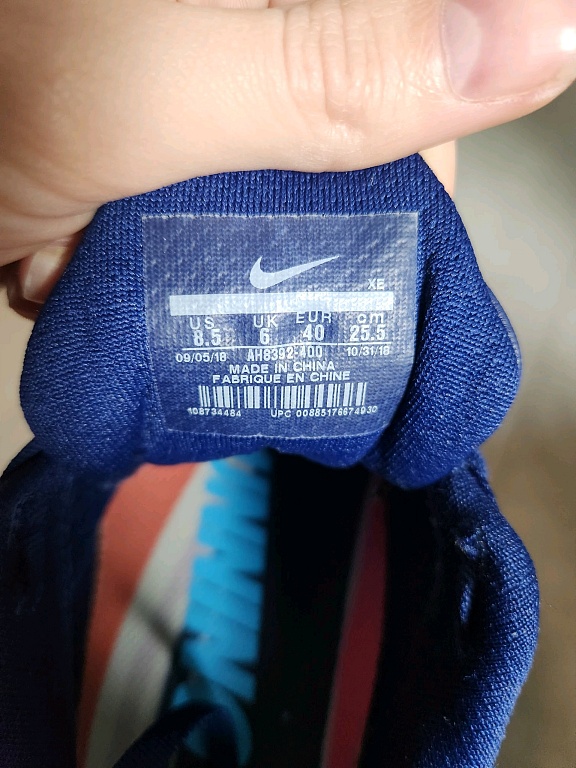 XE
US UK EUR cm
8.5 6 40 25.5
09/05/18 AH8392-400 10/31/18
MADE IN CHINA
FABRIQUE EN CHINE
108734484 UPC 00885176674930